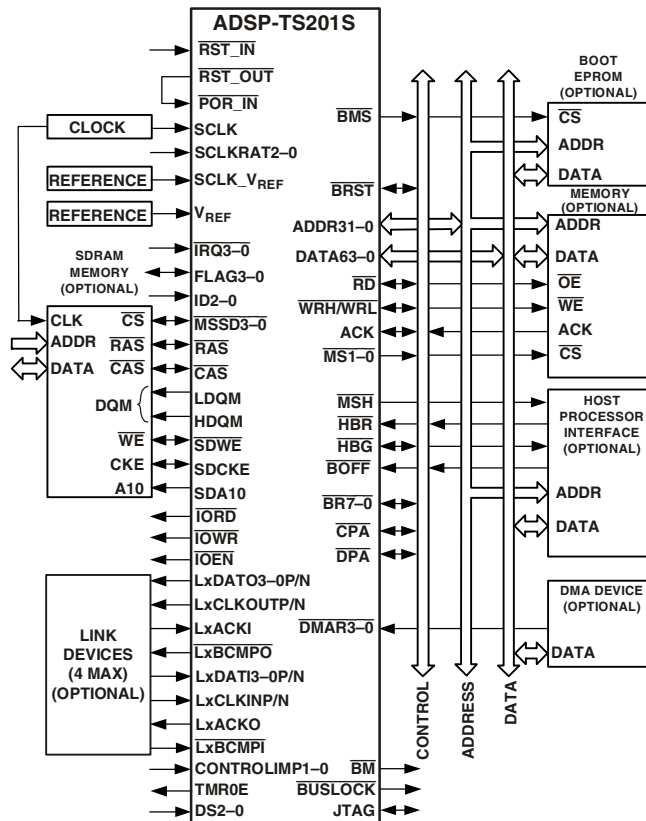 ADSP-TS201S
RST_IN
RST_OUT
POR_IN
CLOCK
SCLK
SCLKRAT2–0
REFERENCE
SCLK_VREF
REFERENCE
VREF
IRQ3–0
SDRAM
MEMORY
(OPTIONAL)
FLAG3–0
ID2–0
CLK
CS
MSSD3–0
ADDR
RAS
RAS
DATA
CAS
CAS
DQM
LDQM
HDQM
WE
SDWE
CKE
SDCKE
A10
SDA10
IORD
IOWR
IOEN
LINK
DEVICES
(4 MAX)
(OPTIONAL)
LxDATO3–0P/N
LxCLKOUTP/N
LxACKI
LxBCMPO
LxDATI3–0P/N
LxCLKINP/N
LxACKO
LxBCMPI
CONTROLIMP1–0
TMR0E
DS2–0
BMS
BRST
ADDR31–0
DATA63–0
RD
WRH/WRL
ACK
MS1–0
MSH
HBR
HBG
BOFF
BR7–0
CPA
DPA
DMAR3–0
BM
BUSLOCK
JTAG
CONTROL
ADDRESS
DATA
BOOT
EPROM
(OPTIONAL)
CS
ADDR
DATA
MEMORY
(OPTIONAL)
ADDR
DATA
OE
WE
ACK
CS
HOST
PROCESSOR
INTERFACE
(OPTIONAL)
ADDR
DATA
DMA DEVICE
(OPTIONAL)
DATA